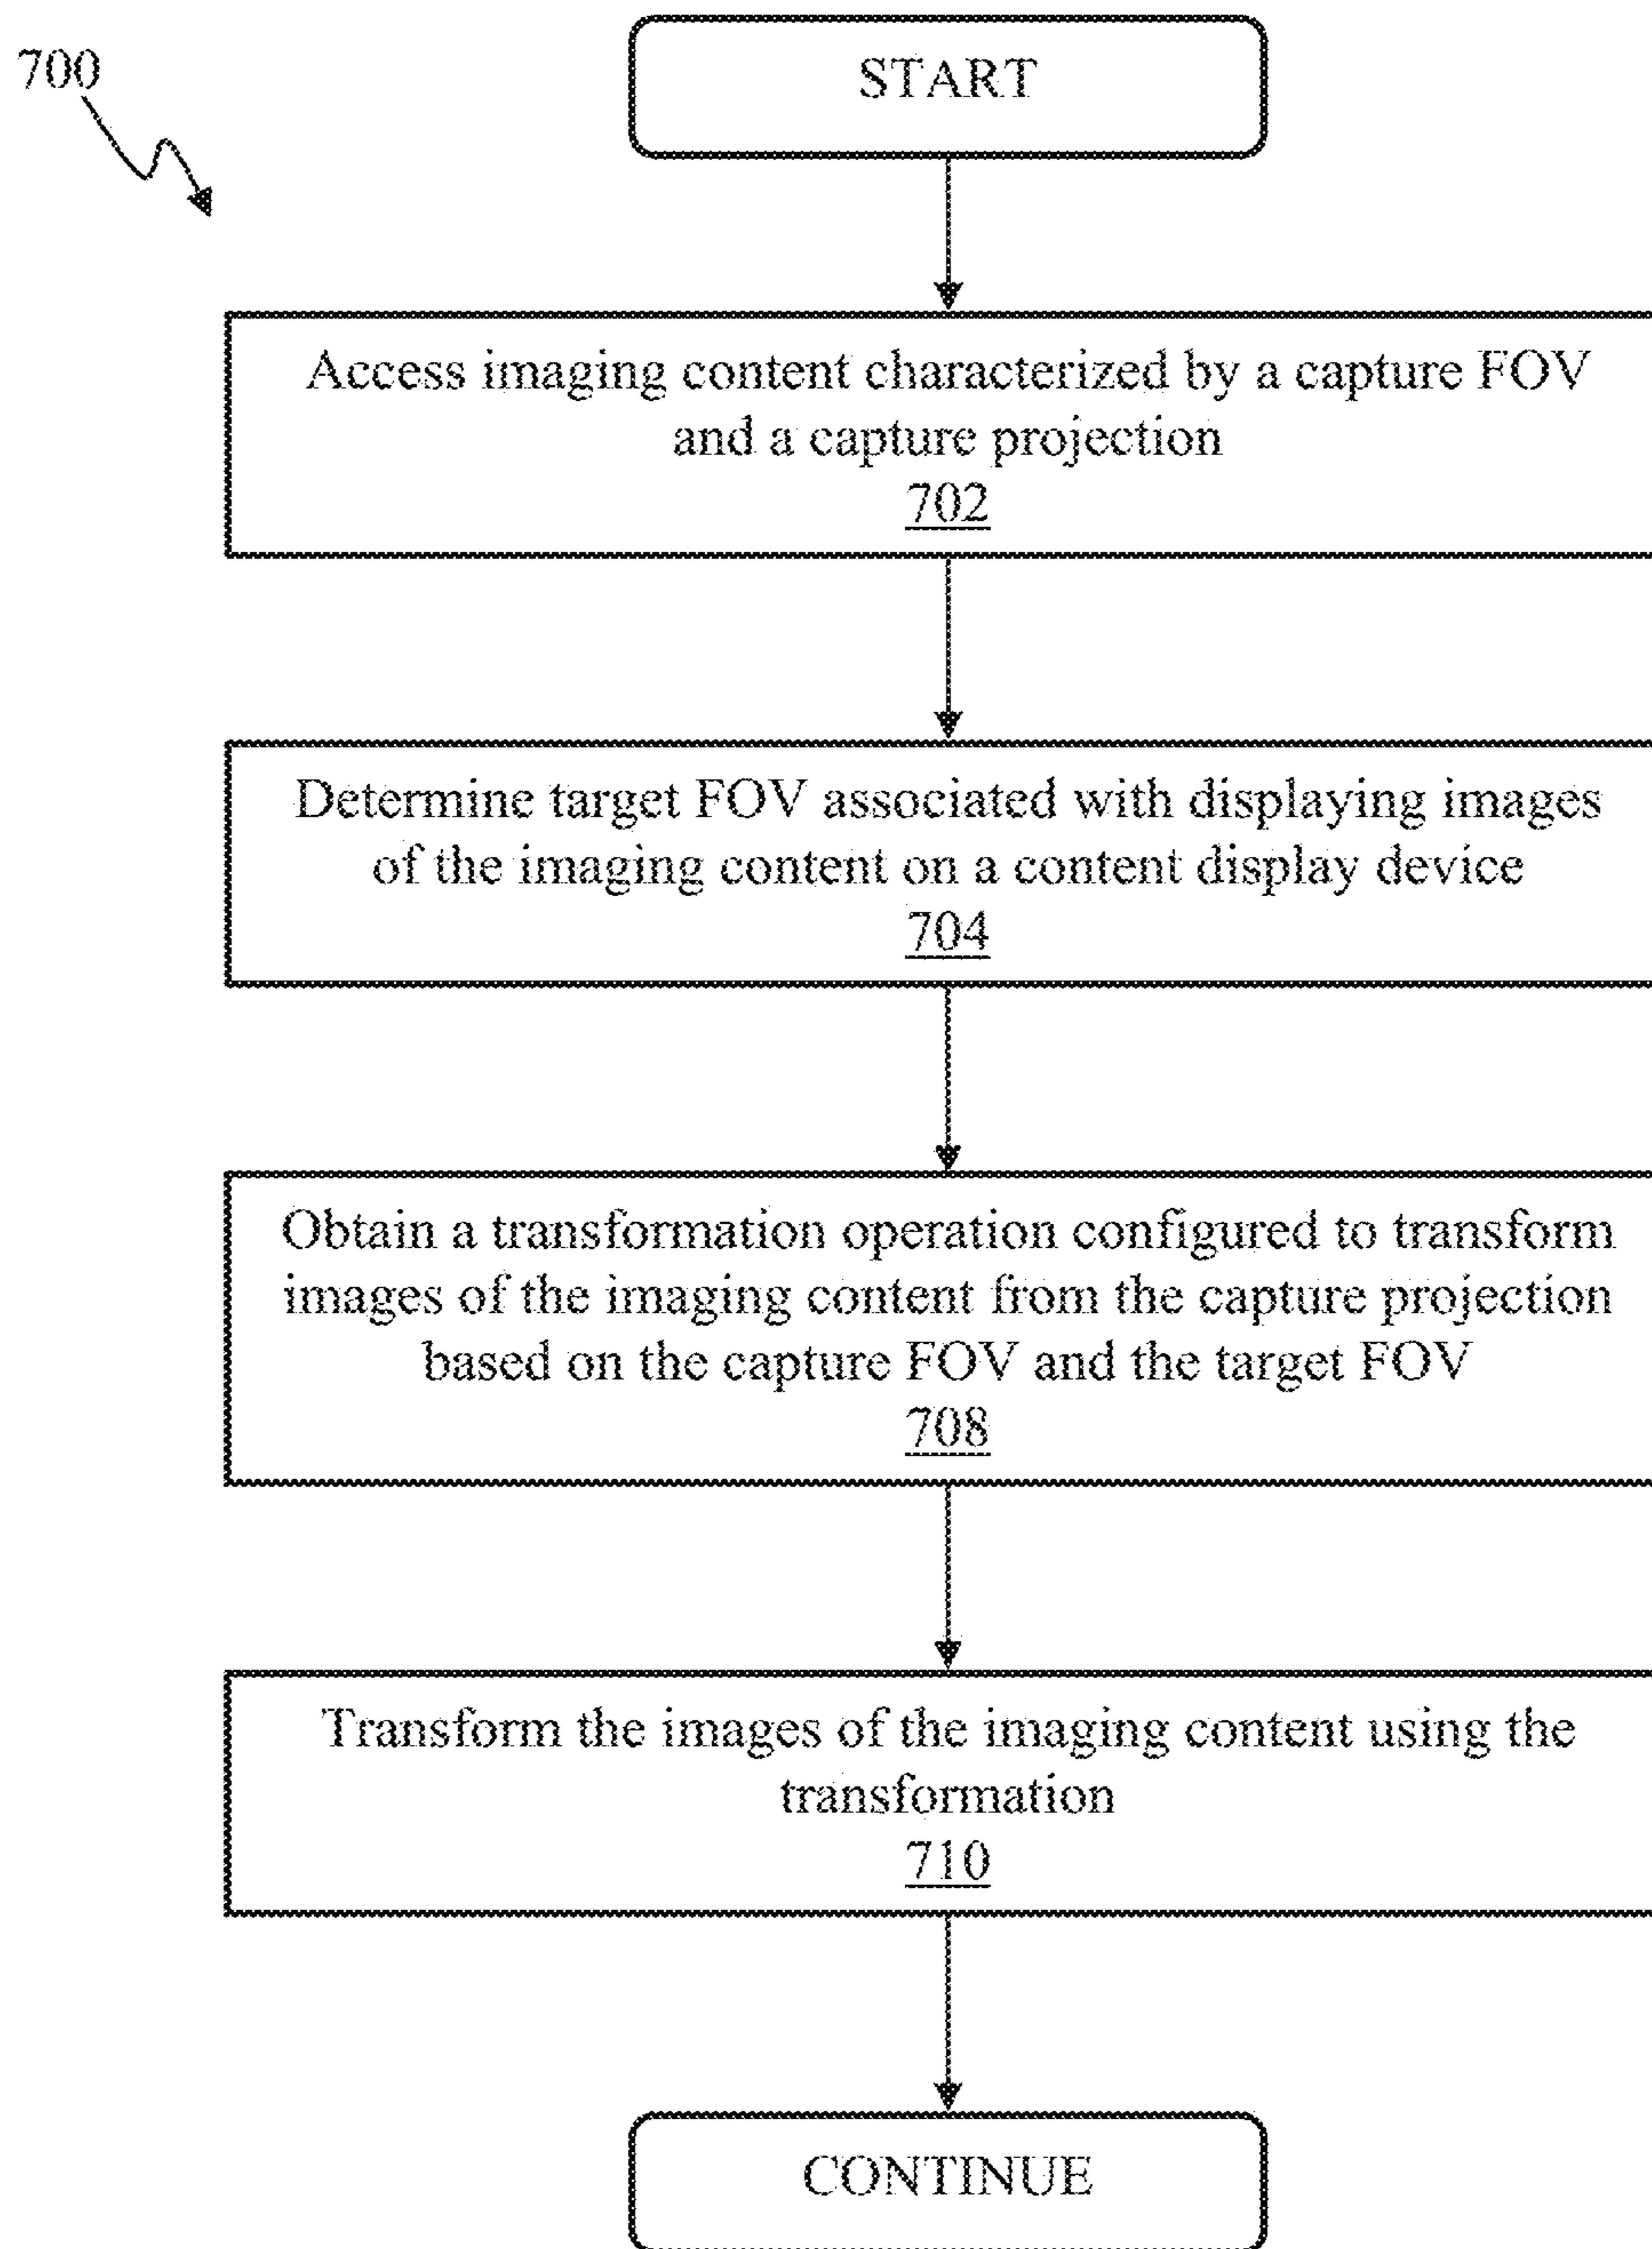 700
START
Access imaging content characterized by a capture FOV
and a capture projection
702
Determine target FOV associated with displaying images
of the imaging content on a content display device
704
Obtain a transformation operation configured to transform
images of the imaging content from the capture projection
based on the capture FOV and the target FOV
708
Transform the images of the imaging content using the
transformation
710
CONTINUE